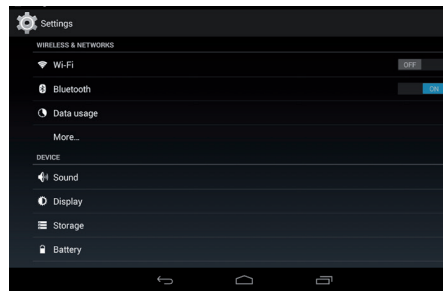 Settings
WIRELESS & NETWORKS
Wi-Fi OFF
Bluetooth ON
Data usage
More...
DEVICE
Sound
Display
Storage
Battery